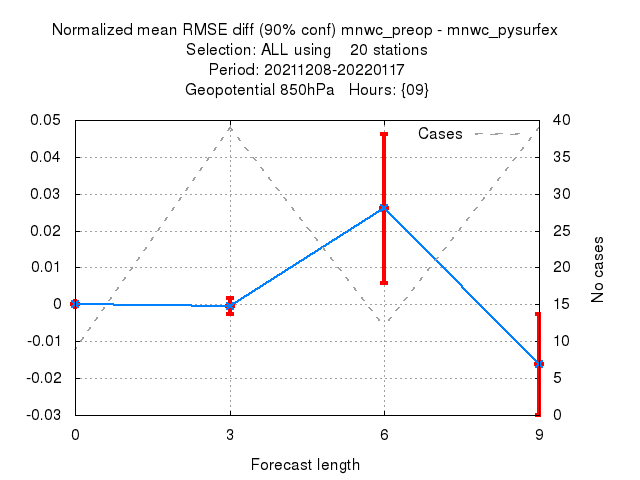 Normalized mean RMSE diff (90% conf) mnwc_preop - mnwc_pysurfex
Selection: ALL using 20 stations
Period: 20211208-20220117
Geopotential 850hPa Hours: {09}
0.05
0.04
0.03
0.02
0.01
0
-0.01
-0.02
-0.03
Cases
40
35
30
25
20
15
10
5
0
No cases
0 3 6 9
Forecast length